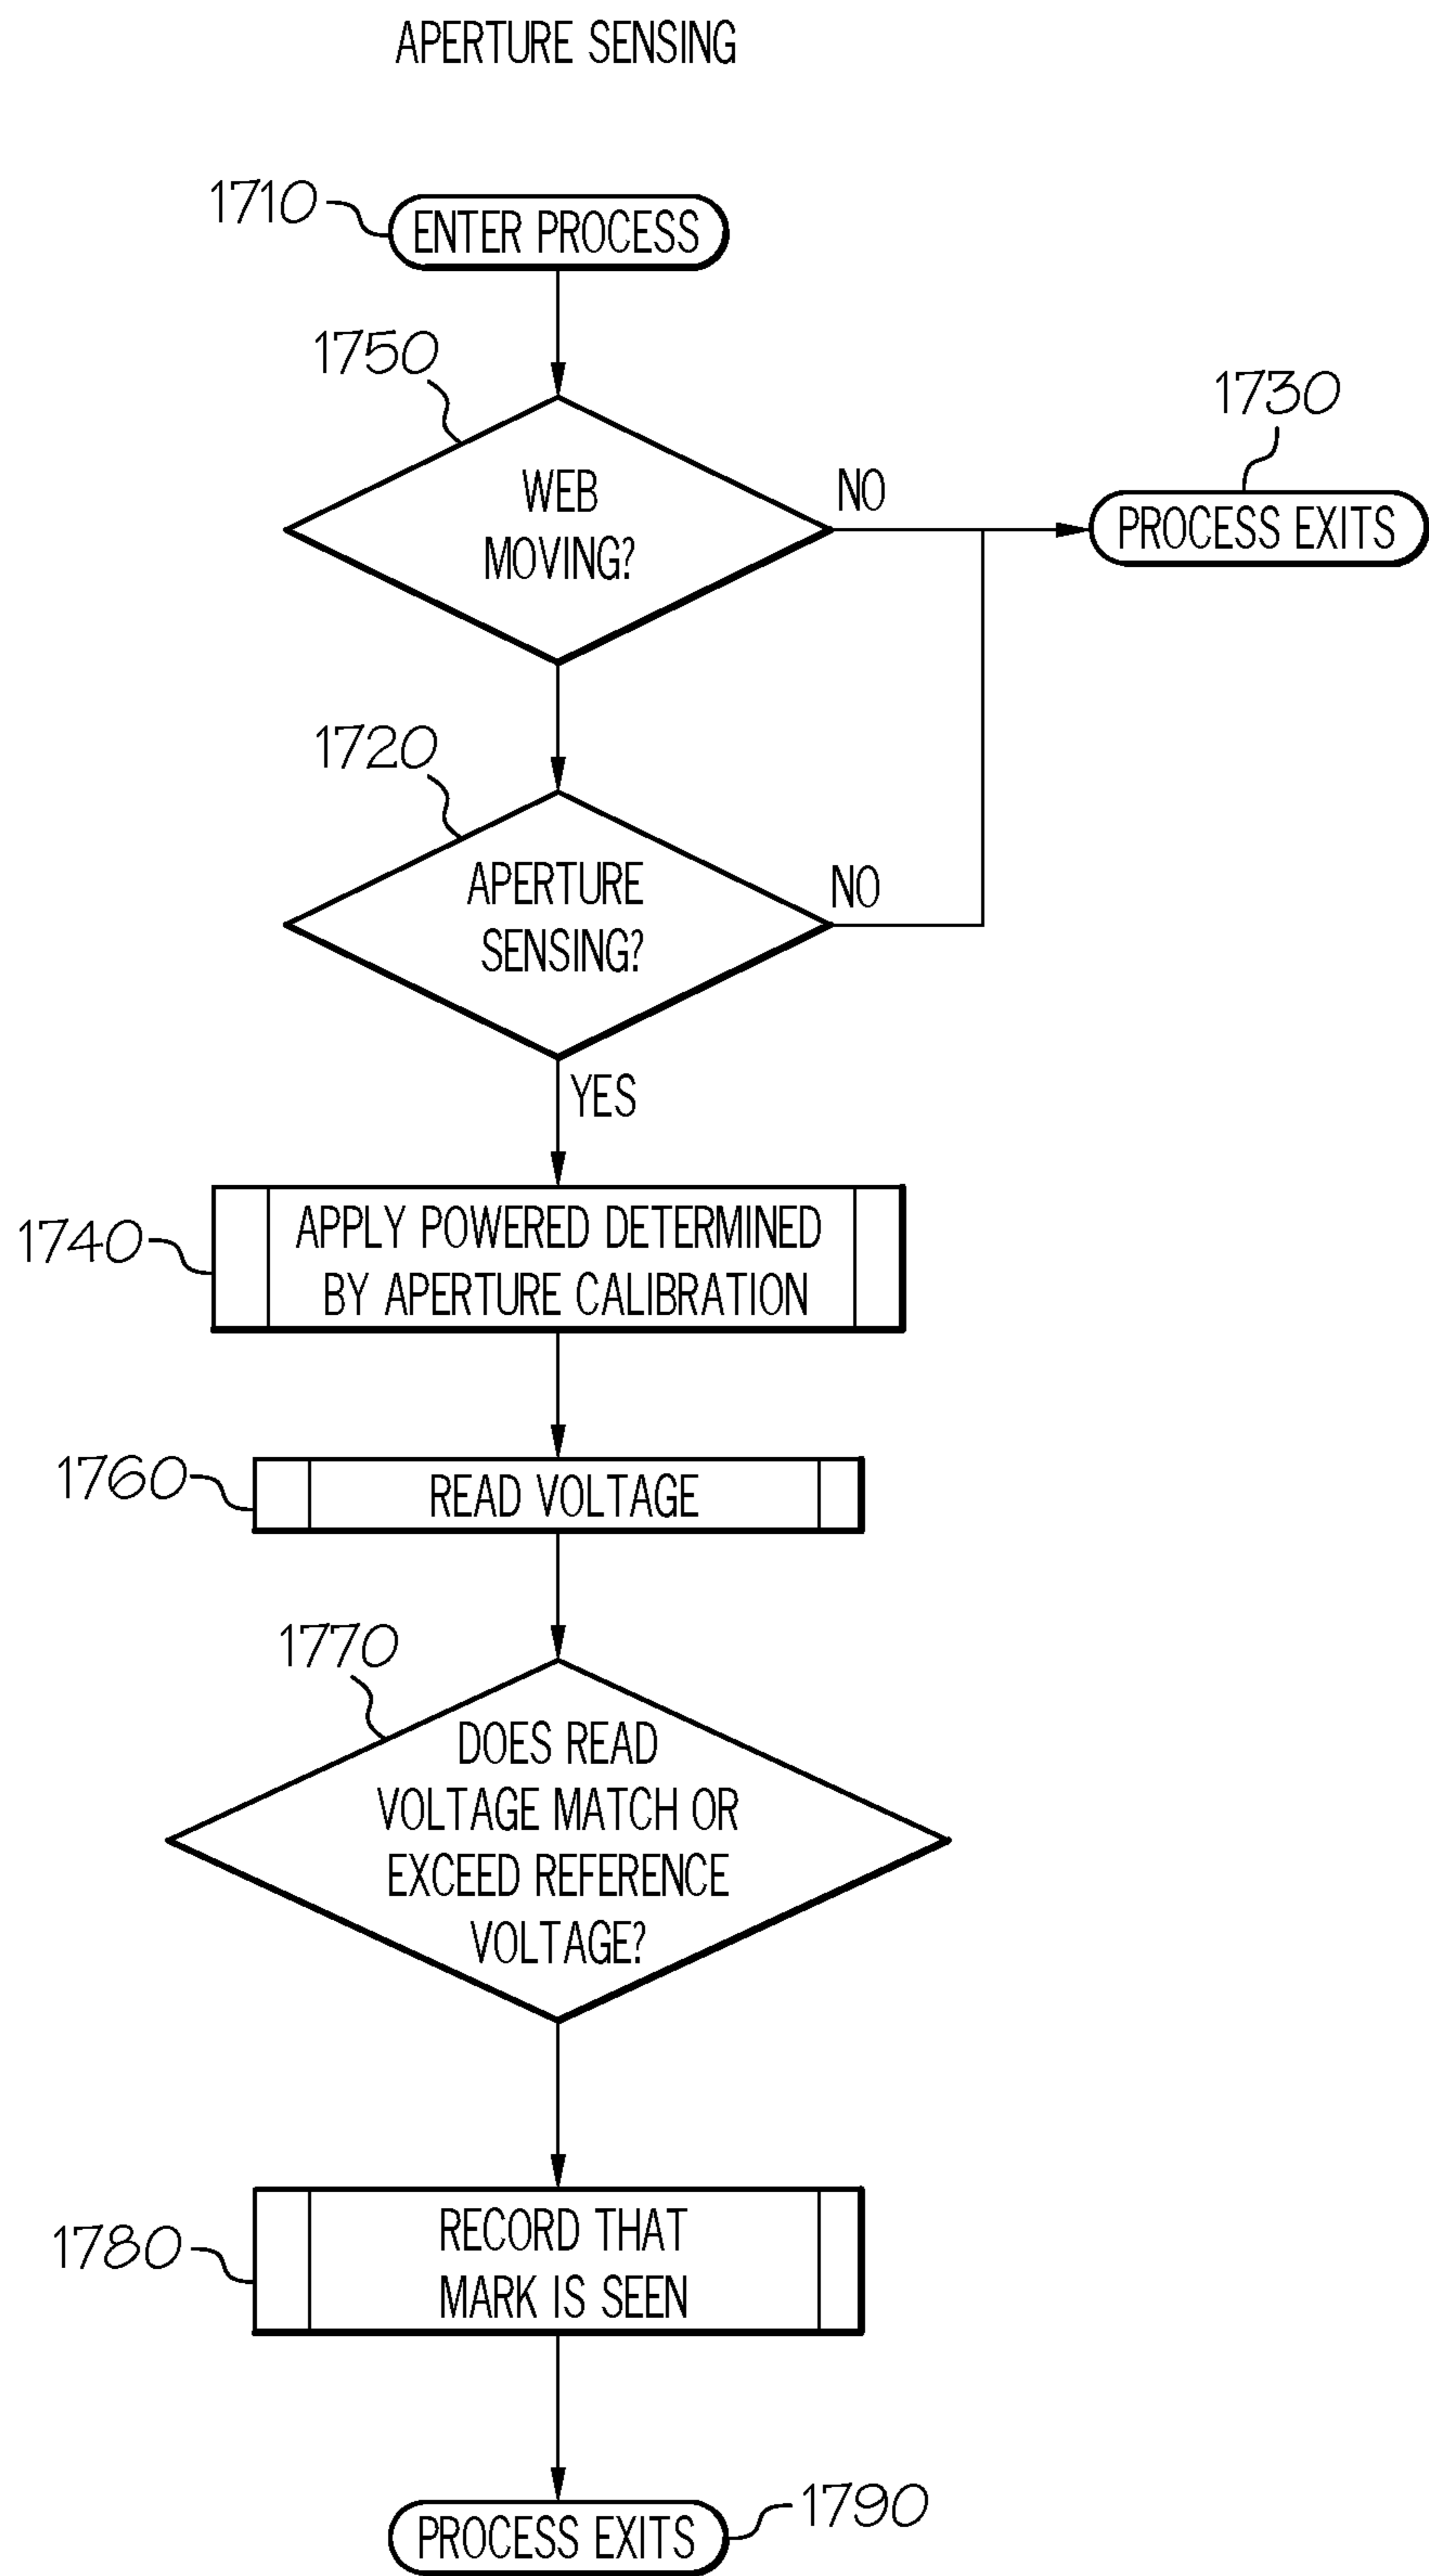 APERTURE SENSING
1710
ENTER PROCESS
1750
WEB
MOVING?
NO
1730
PROCESS EXITS
1720
APERTURE
SENSING?
NO
YES
1740
APPLY POWERED DETERMINED
BY APERTURE CALIBRATION
1760
READ VOLTAGE
1770
DOES READ
VOLTAGE MATCH OR
EXCEED REFERENCE
VOLTAGE?
1780
RECORD THAT
MARK IS SEEN
PROCESS EXITS
1790